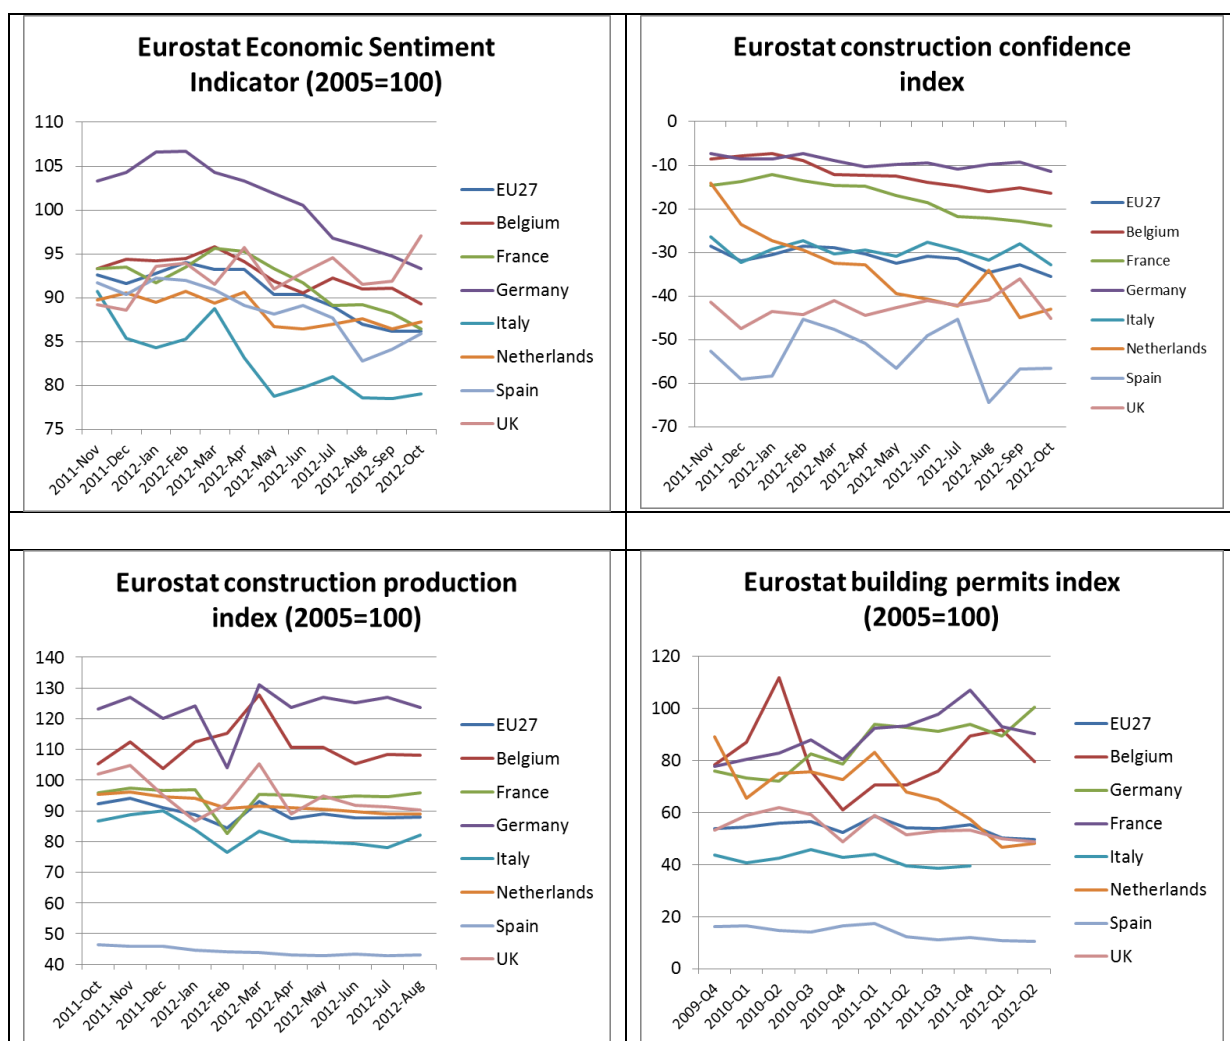 Eurostat Economic Sentiment
Indicator (2005=100)
110
105
100
95
90
85
80
75
2011-Nov
2011-Dec
2012-Jan
2012-Feb
2012-Mar
2012-Apr
2012-May
2012-Jun
2012-Jul
2012-Aug
2012-Sep
2012-Oct
EU27
Belgium
France
Germany
Italy
Netherlands
Spain
UK
Eurostat construction confidence
index
0
-10
-20
-30
-40
-50
-60
-70
2011-Nov
2011-Dec
2012-Jan
2012-Feb
2012-Mar
2012-Apr
2012-May
2012-Jun
2012-Jul
2012-Aug
2012-Sep
2012-Oct
EU27
Belgium
France
Germany
Italy
Netherlands
Spain
UK
Eurostat construction production
index (2005=100)
140
130
120
110
100
90
80
70
60
50
40
2011-Oct
2011-Nov
2011-Dec
2012-Jan
2012-Feb
2012-Mar
2012-Apr
2012-May
2012-Jun
2012-Jul
2012-Aug
EU27
Belgium
France
Germany
Italy
Netherlands
Spain
UK
Eurostat building permits index
(2005=100)
120
100
80
60
40
20
0
2009-Q4
2010-Q1
2010-Q2
2010-Q3
2010-Q4
2011-Q1
2011-Q2
2011-Q3
2011-Q4
2012-Q1
2012-Q2
EU27
Belgium
Germany
France
Italy
Netherlands
Spain
UK